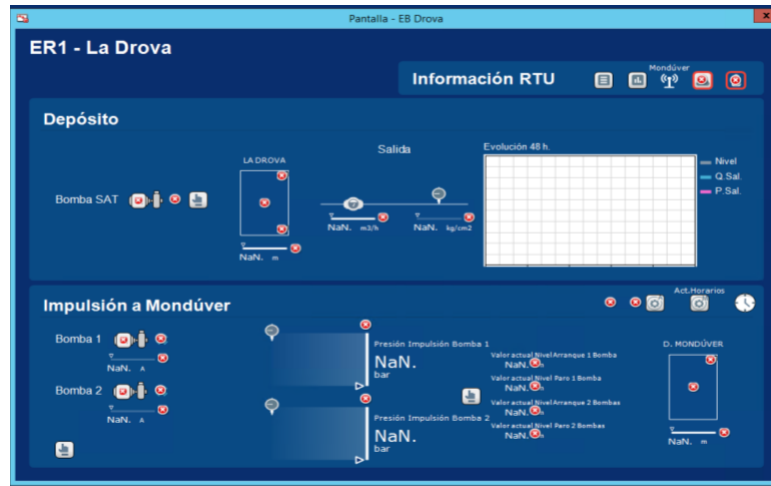 Pantalla - EB Drova
x
ER1 - La Drova
Información RTU
Mondúver
Depósito
Salida
Evolución 48 h.
LA DROVA
Nivel
Q.Sal.
P.Sal.
Bomba SAT
NaN. m3/h
NaN. kg/cm2
NaN. m
Act.Horarios
Impulsión a Mondúver
Bomba 1
NaN. A
Presión Impulsión Bomba 1
NaN.
bar
Valor actual Nivel Arranque 1 Bomba
NaN.
D. MONDÚVER
Valor actual Nivel Paro 1 Bomba
NaN.
Bomba 2
NaN. A
Valor actual Nivel Arranque 2 Bombas
NaN.
Presión Impulsión Bomba 2
NaN.
bar
Valor actual Nivel Paro 2 Bombas
NaN.
NaN. m